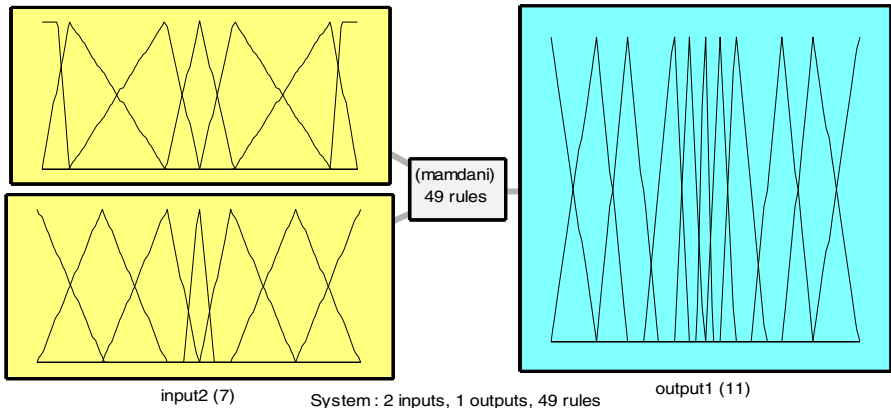 (mamdani)
49 rules
input2 (7)
System : 2 inputs, 1 outputs, 49 rules
output1 (11)